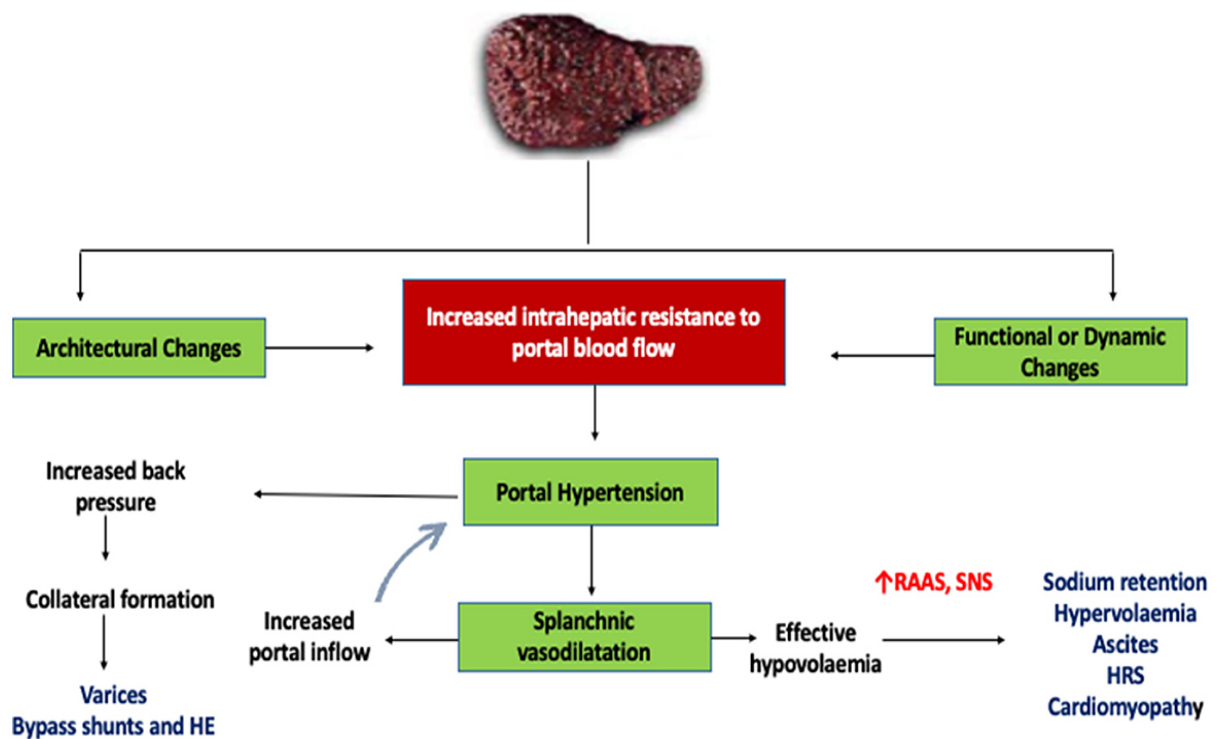 Architectural Changes
Increased intrahepatic resistance to
portal blood flow
Functional or Dynamic
Changes
Increased back
pressure
Portal Hypertension
Collateral formation
Increased
portal inflow
Splanchnic
vasodilatation
Effective
hypovolaemia
↑RAAS, SNS
Sodium retention
Hypervolaemia
Ascites
HRS
Cardiomyopathy
Varices
Bypass shunts and HE